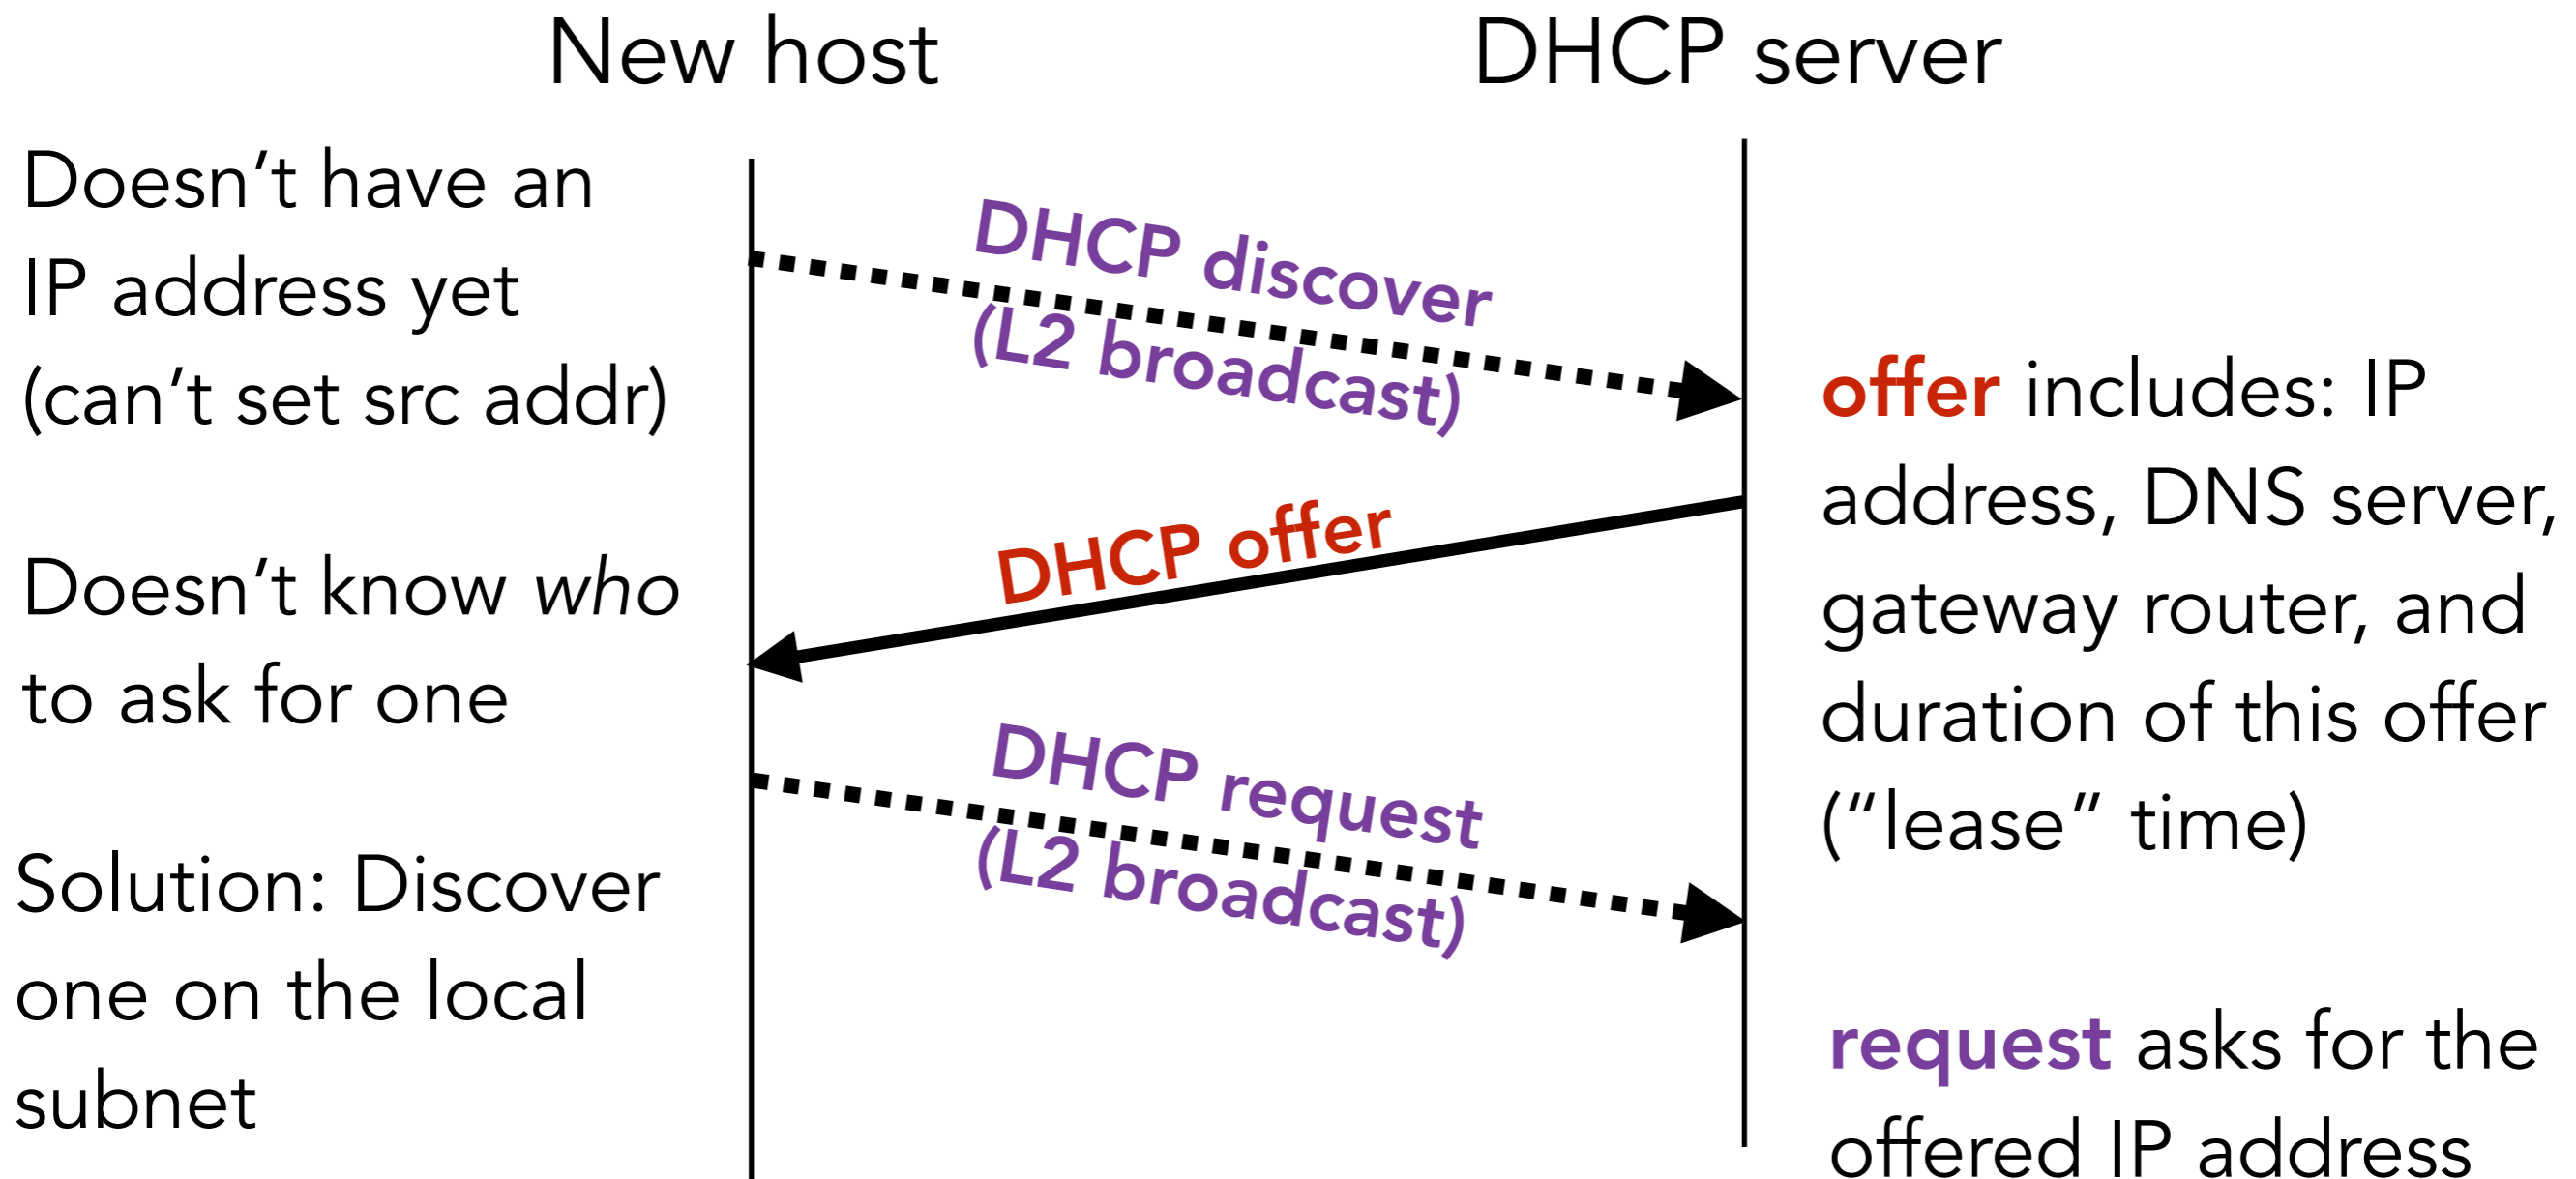 New host
DHCP server
Doesn’t have an
IP address yet
(can’t set src addr)
Doesn’t know who
to ask for one
Solution: Discover
one on the local
subnet
DHCP discover
(L2 broadcast)
DHCP offer
DHCP request
(L2 broadcast)
offer includes: IP
address, DNS server,
gateway router, and
duration of this offer
(“lease” time)
request asks for the
offered IP address